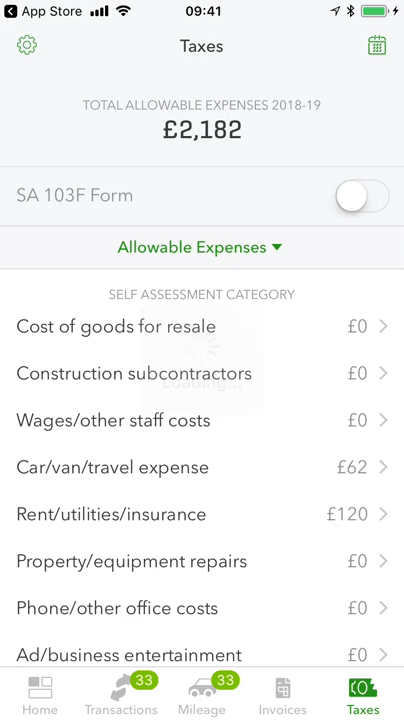 App Store 09:41
Taxes
TOTAL ALLOWABLE EXPENSES 2018-19
£2,182
SA 103F Form
Allowable Expenses
SELF ASSESSMENT CATEGORY
Cost of goods for resale £0
Loading...
Construction subcontractors £0
Wages/other staff costs £0
Car/van/travel expense £62
Rent/utilities/insurance £120
Property/equipment repairs £0
Phone/other office costs £0
Ad/business entertainment £0
33 33
Home Transactions Mileage Invoices Taxes